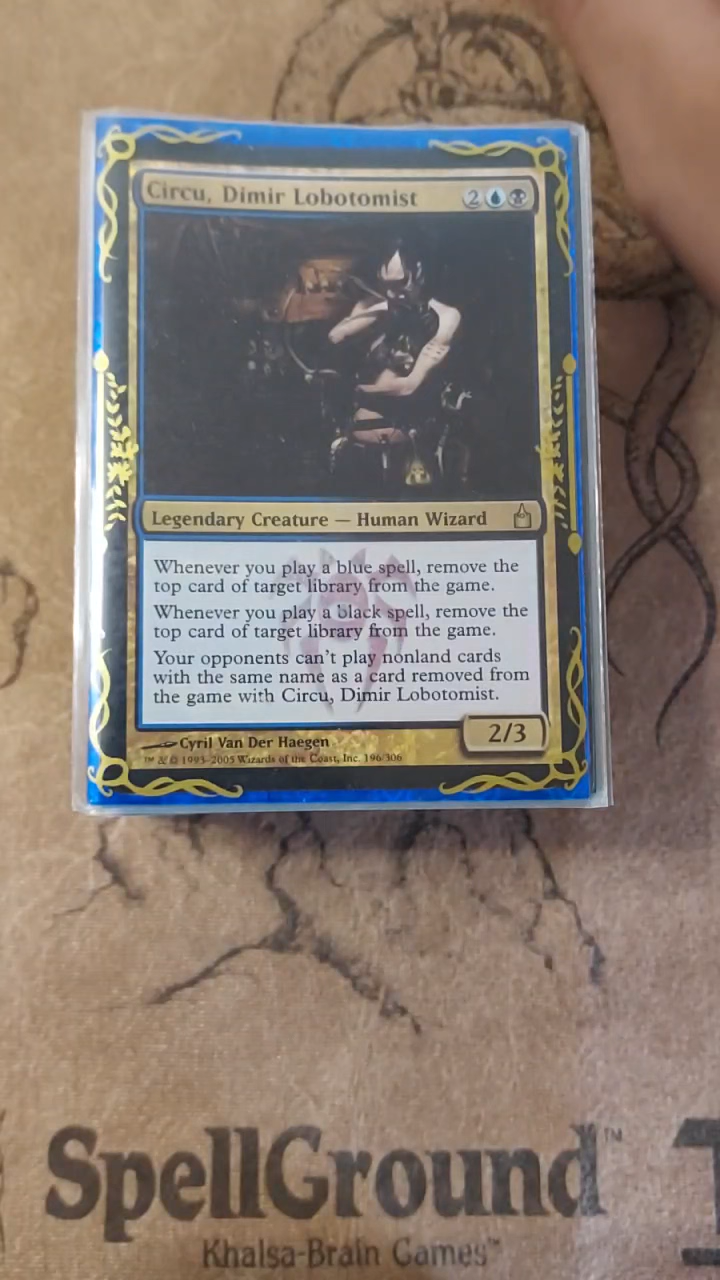 Circu, Dimir Lobotomist 2
Legendary Creature — Human Wizard
Whenever you play a blue spell, remove the
top card of target library from the game.
Whenever you play a black spell, remove the
top card of target library from the game.
Your opponents can't play nonland cards
with the same name as a card removed from
the game with Circu, Dimir Lobotomist.
2/3
Cyril Van Der Haegen
™ & © 1993-2005 Wizards of the Coast, Inc. 196/306
SpellGround™
Khalsa-Brain Games™